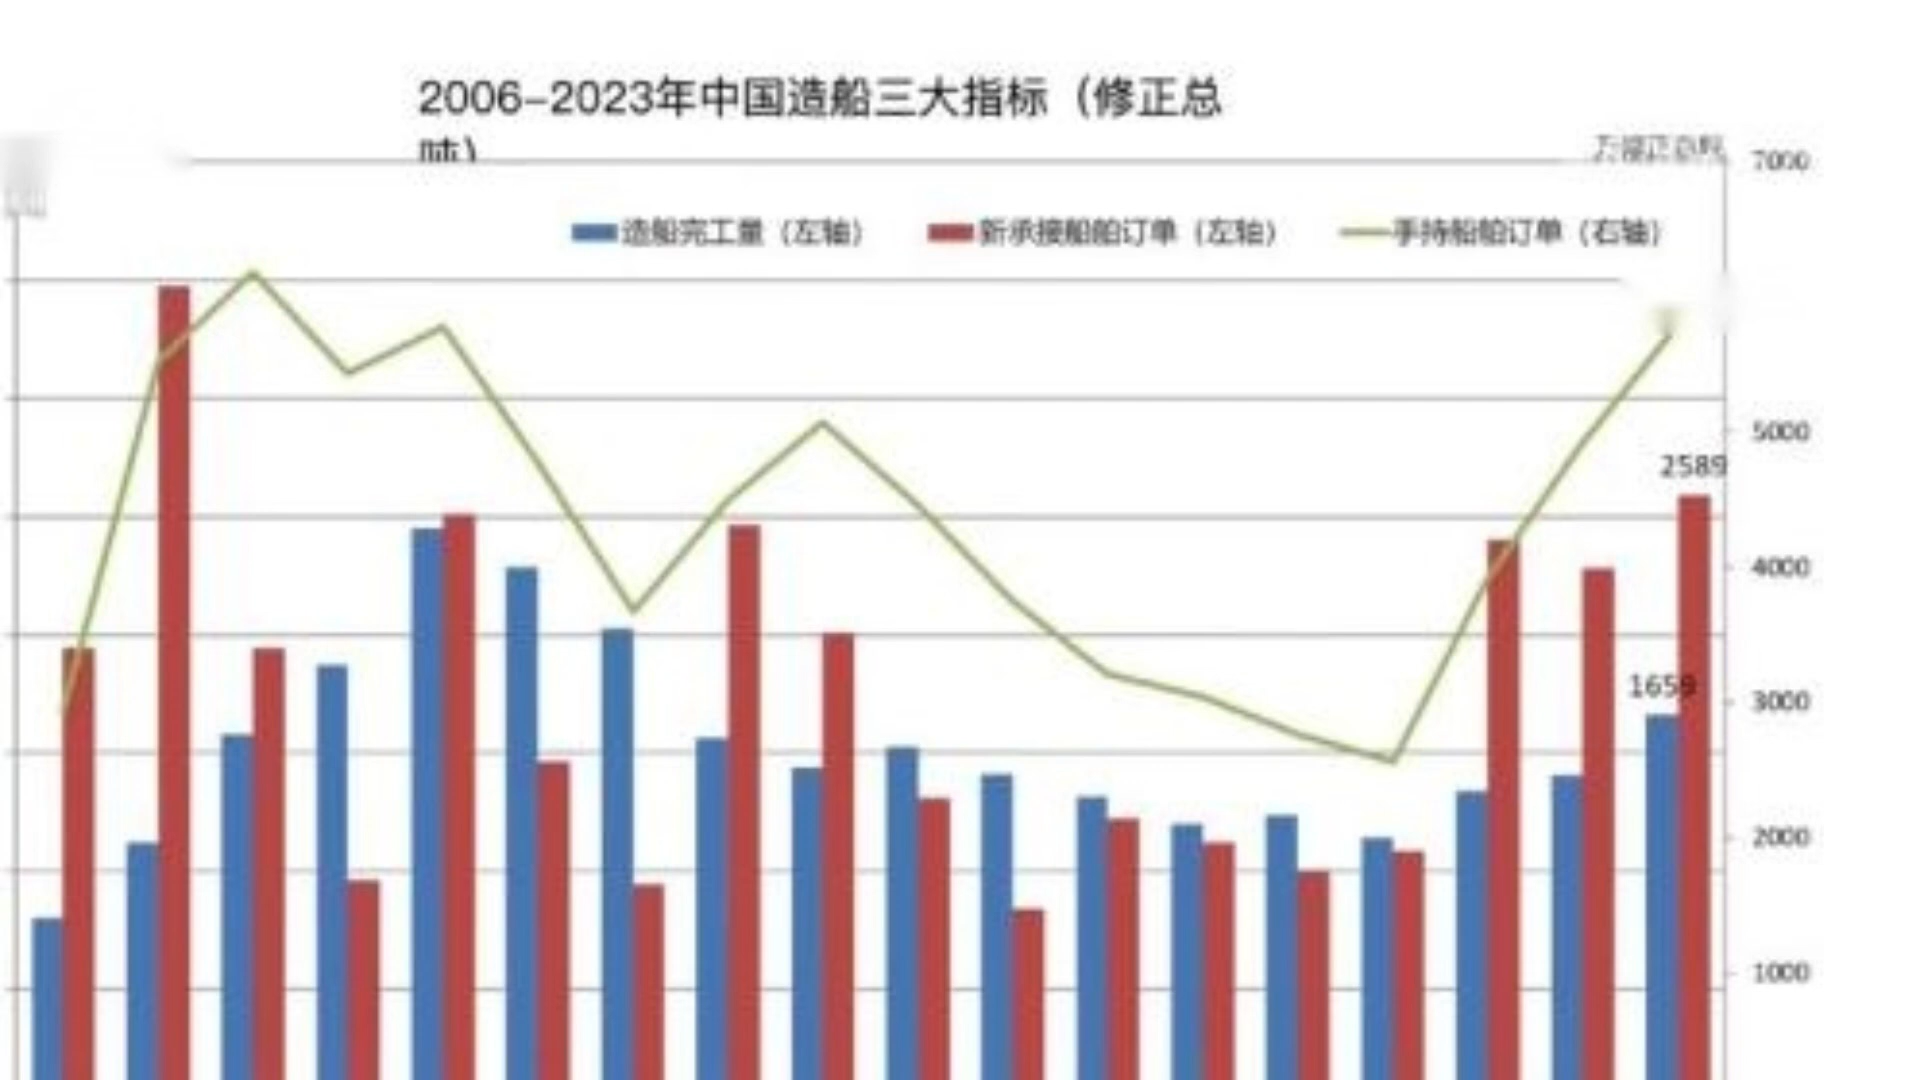 2006-2023年中国造船三大指标（修正总
吨）
万修正总吨
7000
造船完工量（左轴）
新承接船舶订单（左轴）
手持船舶订单（右轴）
5000
2589
4000
1659
3000
2000
1000